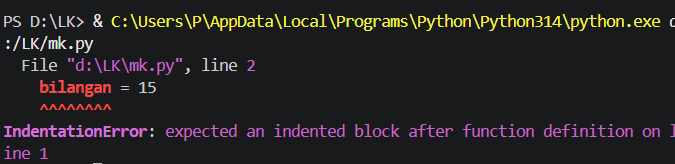 PS D:\LK> & C:\Users\P\AppData\Local\Programs\Python\Python314\python.exe d
:/LK/mk.py
File "d:\LK\mk.py", line 2
bilangan = 15
^^^^^^^^
IndentationError: expected an indented block after function definition on l
ine 1